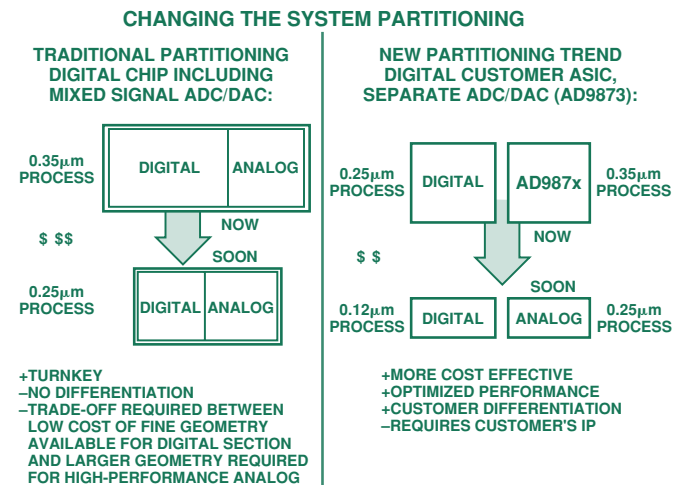 CHANGING THE SYSTEM PARTITIONING
TRADITIONAL PARTITIONING
DIGITAL CHIP INCLUDING
MIXED SIGNAL ADC/DAC:
0.35μm
PROCESS
DIGITAL
ANALOG
NOW
$ $$
SOON
0.25μm
PROCESS
DIGITAL
ANALOG
+TURNKEY
–NO DIFFERENTIATION
–TRADE-OFF REQUIRED BETWEEN
LOW COST OF FINE GEOMETRY
AVAILABLE FOR DIGITAL SECTION
AND LARGER GEOMETRY REQUIRED
FOR HIGH-PERFORMANCE ANALOG
NEW PARTITIONING TREND
DIGITAL CUSTOMER ASIC,
SEPARATE ADC/DAC (AD9873):
0.25μm
PROCESS
DIGITAL
AD987x
0.35μm
PROCESS
NOW
$ $
SOON
0.12μm
PROCESS
DIGITAL
ANALOG
0.25μm
PROCESS
+MORE COST EFFECTIVE
+OPTIMIZED PERFORMANCE
+CUSTOMER DIFFERENTIATION
–REQUIRES CUSTOMER'S IP